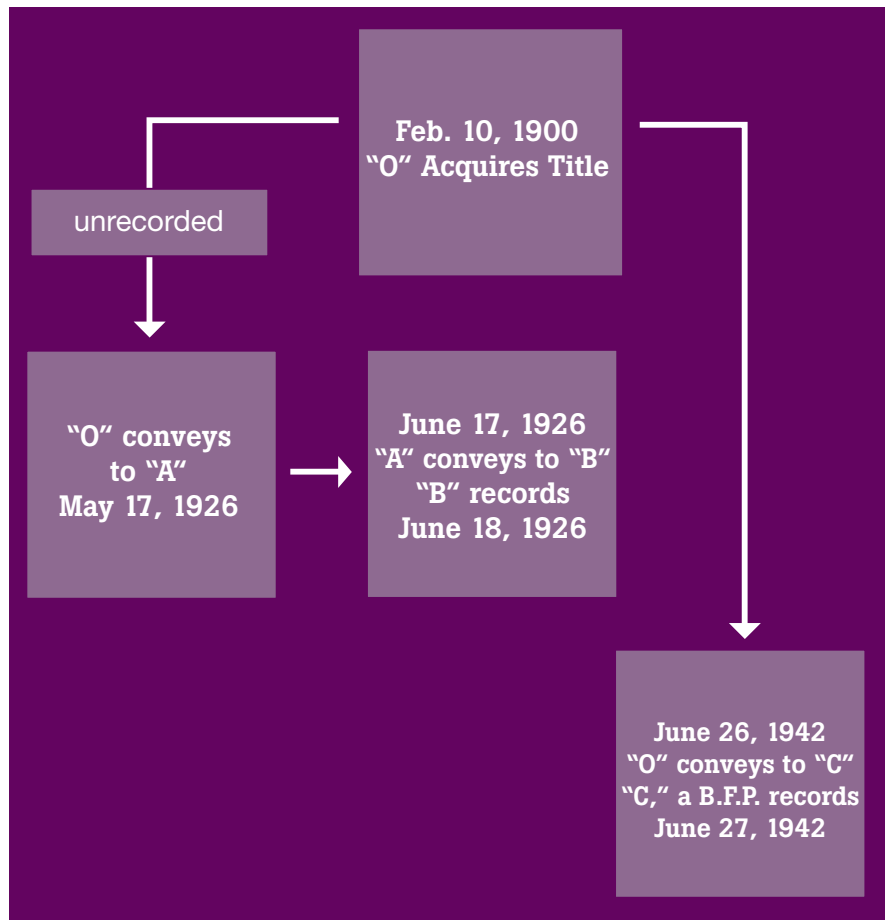 Feb. 10, 1900
“O” Acquires Title
unrecorded
“O” conveys
to “A”
May 17, 1926
June 17, 1926
“A” conveys to “B”
“B” records
June 18, 1926
June 26, 1942
“O” conveys to “C”
“C,” a B.F.P. records
June 27, 1942